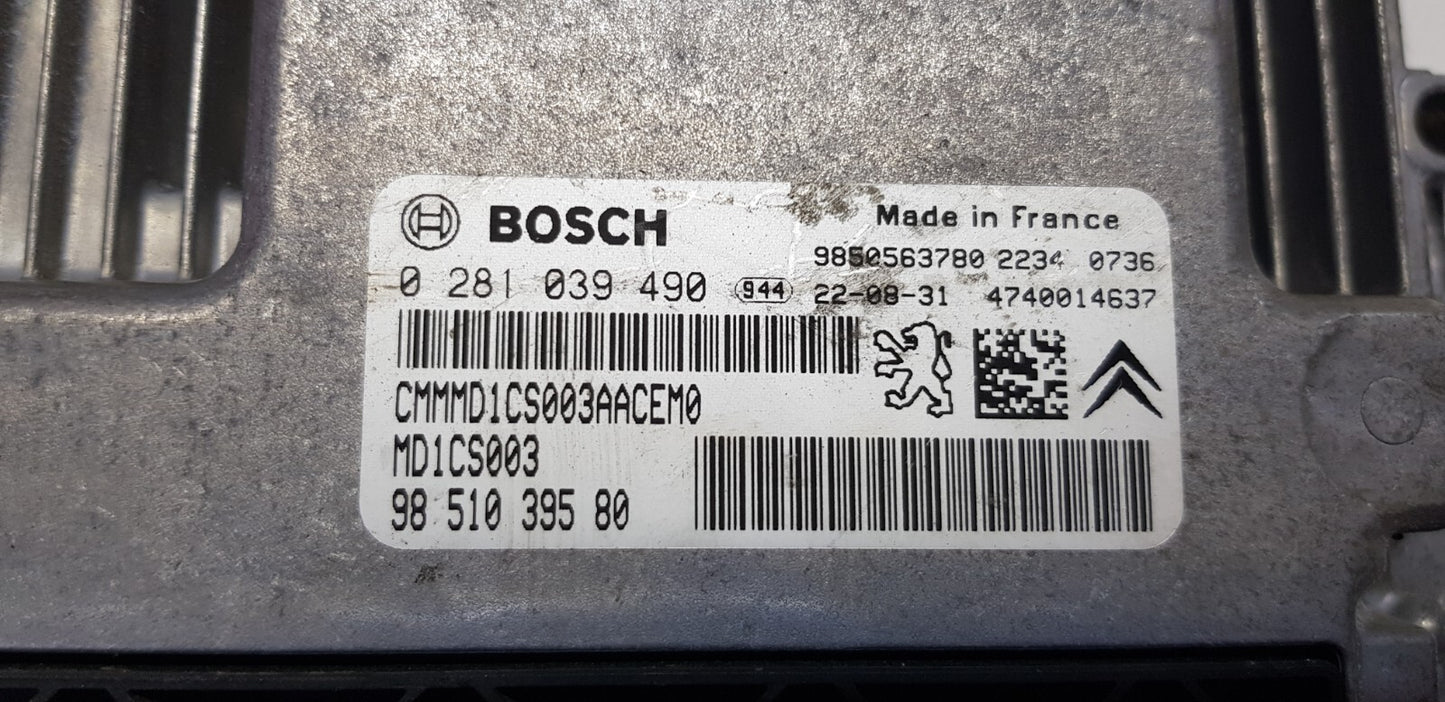 BOSCH
Made in France
9850563780 2234 0736
0 281 039 490 944 22-08-31 4740014637
CMMMD1CS003AACEM0
MD1CS003
98 510 395 80